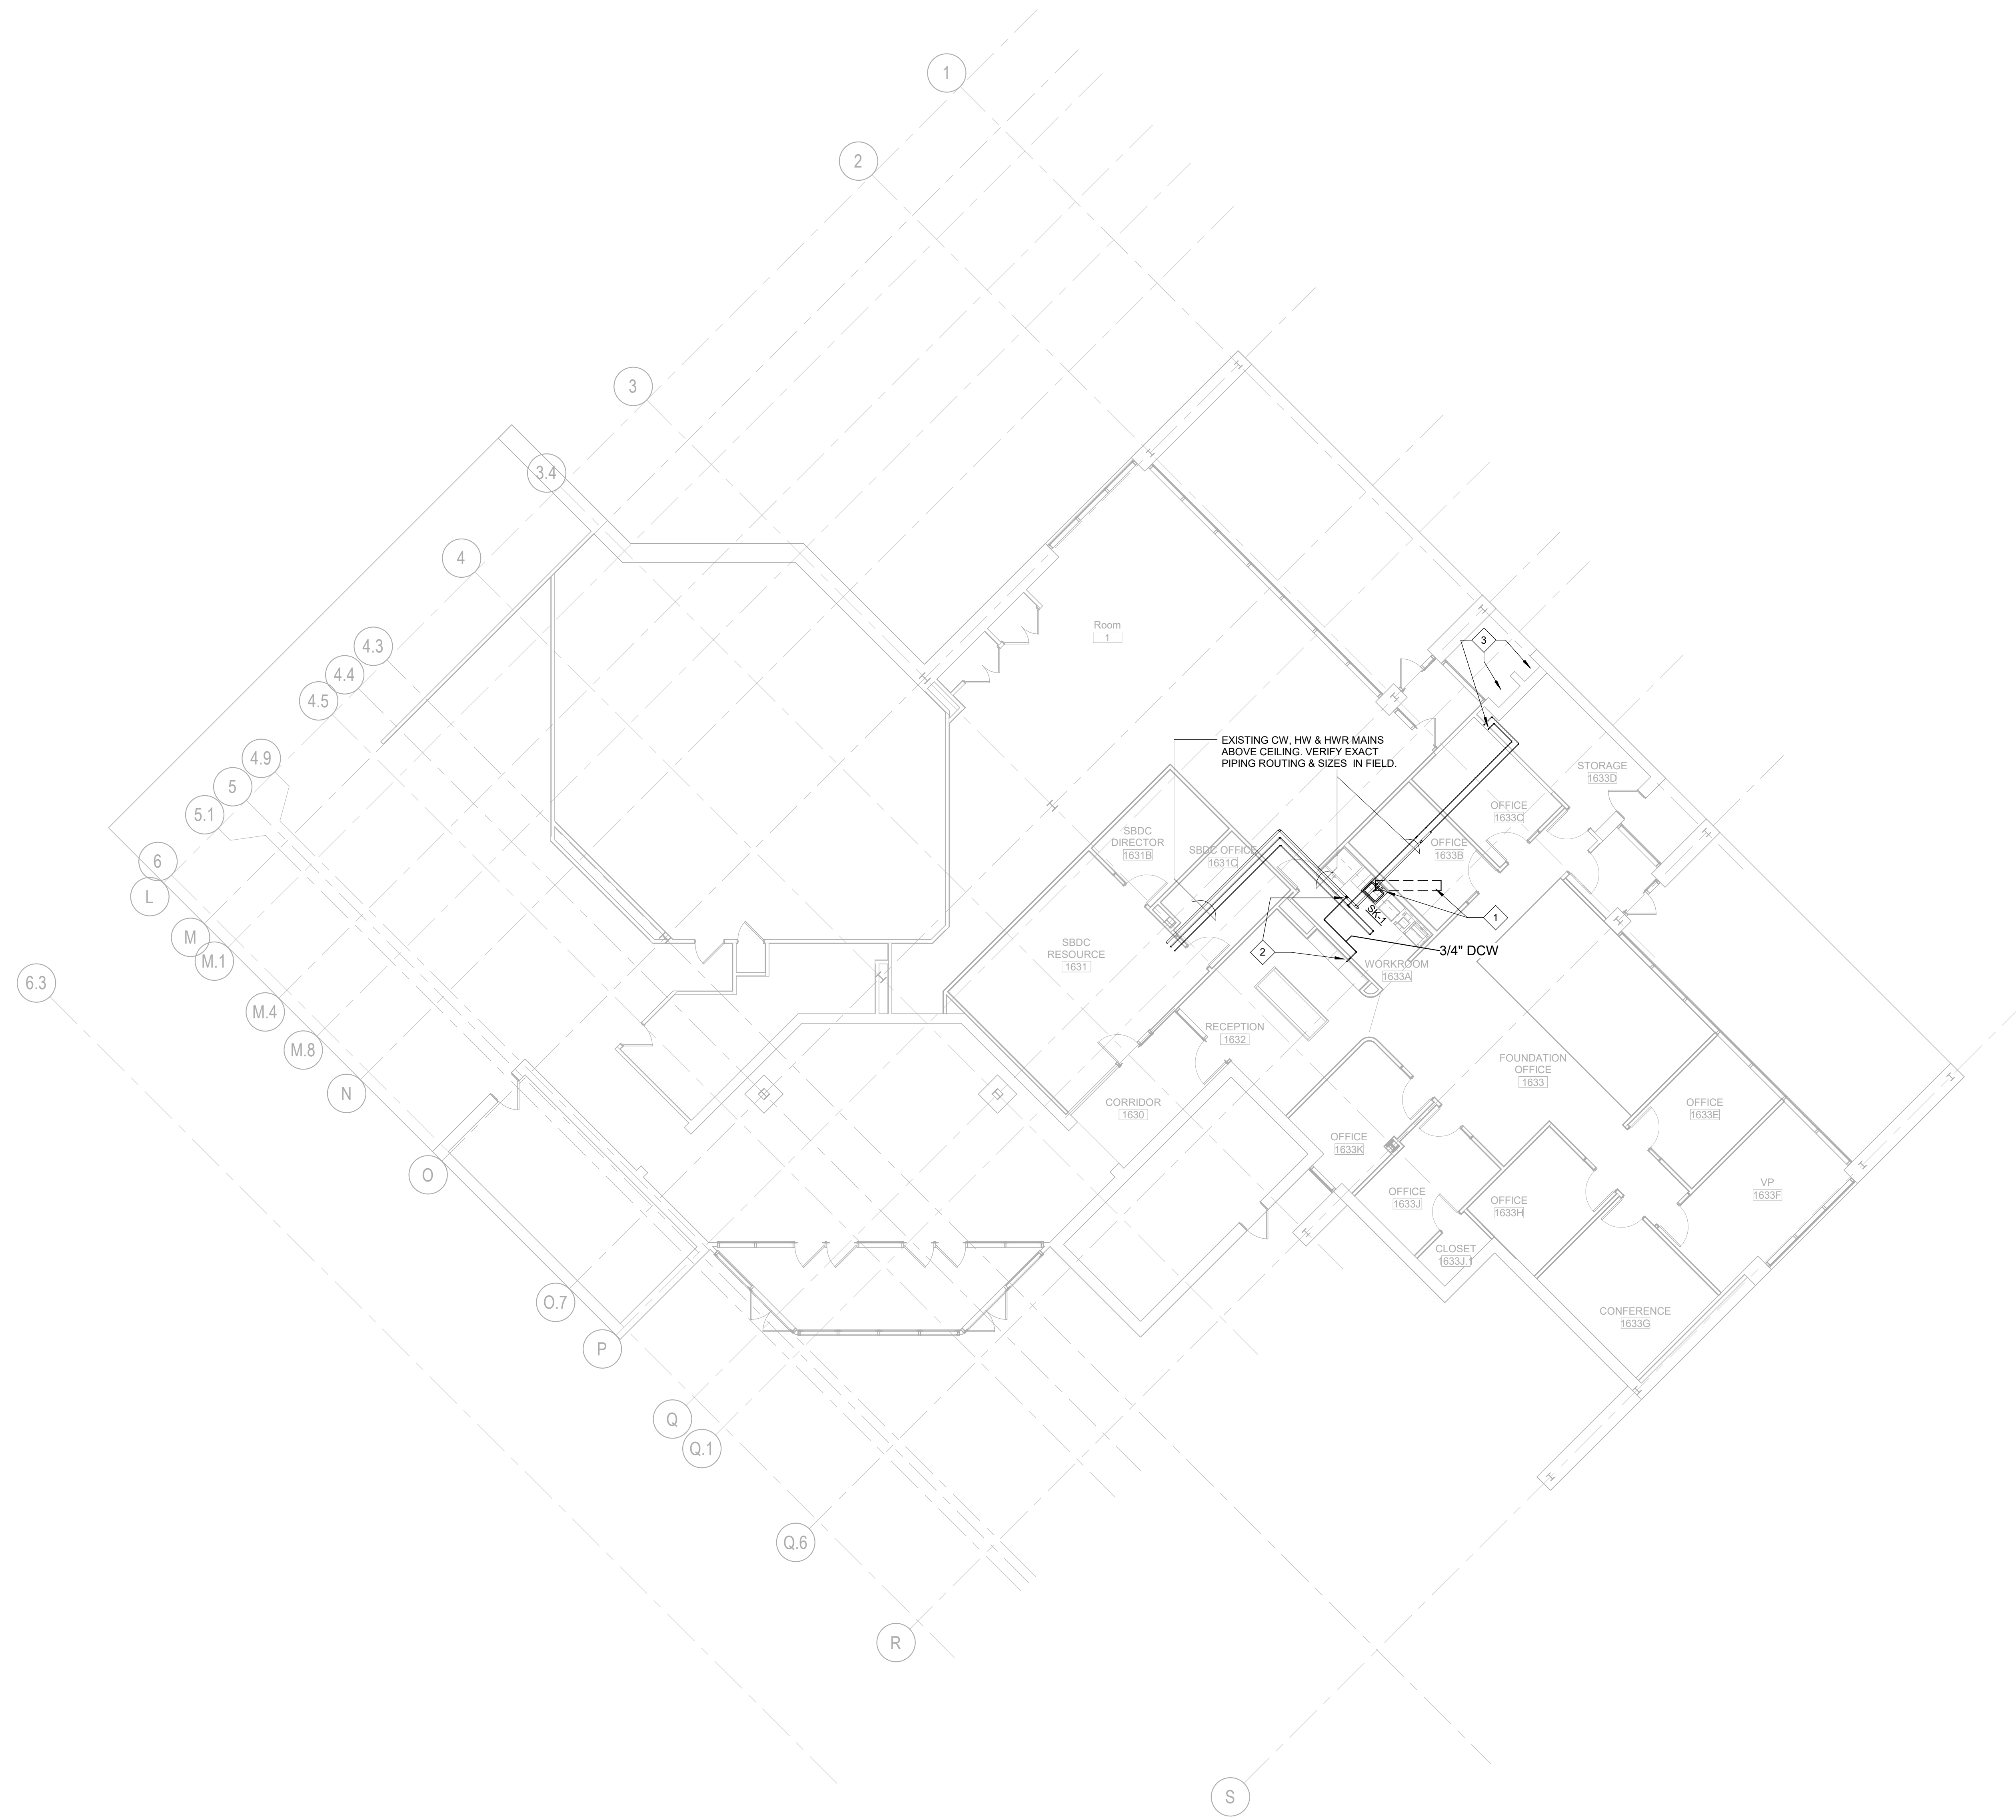 1
2
3
3.4
4
4.3
4.4
4.5
4.9
5
5.1
6
L
M
M.1
6.3
M.4
M.8
N
O
O.7
P
Q
Q.1
Q.6
R
S
Room
1
3
EXISTING CW, HW & HWR MAINS
ABOVE CEILING. VERIFY EXACT
PIPING ROUTING & SIZES IN FIELD.
STORAGE
1633D
OFFICE
1633C
OFFICE
1633B
SBDC
DIRECTOR
1631B
SBDC OFFICE
1631C
SK-1
1
2
3/4" DCW
WORKROOM
1633A
SBDC
RESOURCE
1631
RECEPTION
1632
FOUNDATION
OFFICE
1633
CORRIDOR
1630
OFFICE
1633E
OFFICE
1633K
OFFICE
1633J
OFFICE
1633H
VP
1633F
CLOSET
1633J.1
CONFERENCE
1633G